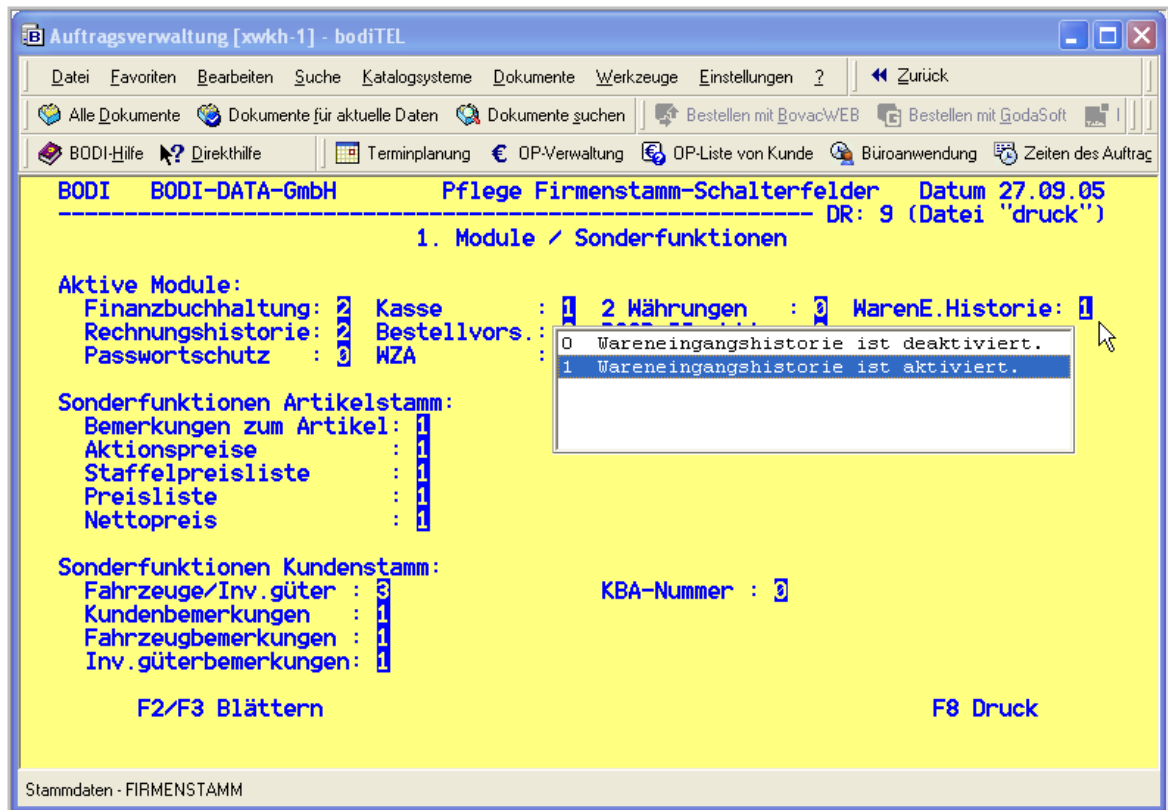 Auftragsverwaltung [xwkh-1] - bodiTEL
Datei Favoriten Bearbeiten Suche Katalogsysteme Dokumente Werkzeuge Einstellungen ? Zurück
Alle Dokumente Dokumente für aktuelle Daten Dokumente suchen Bestellen mit BovacWEB Bestellen mit GodaSoft
BODI-Hilfe Direkthilfe Terminplanung € OP-Verwaltung OP-Liste von Kunde Büroanwendung Zeiten des Auftrag
BODI BODI-DATA-GmbH Pflege Firmenstamm-Schalterfelder Datum 27.09.05
------------------------------------------------------------ DR: 9 (Datei "druck")
1. Module / Sonderfunktionen
Aktive Module:
Finanzbuchhaltung: 2 Kasse : 1 2 Währungen : 0 WarenE.Historie: 1
Rechnungshistorie: 2 Bestellvors.:
Passwortschutz : 0 WZA :
0 Wareneingangshistorie ist deaktiviert.
1 Wareneingangshistorie ist aktiviert.
Sonderfunktionen Artikelstamm:
Bemerkungen zum Artikel: 1
Aktionspreise : 1
Staffelpreisliste : 1
Preisliste : 1
Nettopreis : 1
Sonderfunktionen Kundenstamm:
Fahrzeuge/Inv.güter : 3 KBA-Nummer : 0
Kundenbemerkungen : 1
Fahrzeugbemerkungen : 1
Inv.güterbemerkungen: 1
F2/F3 Blättern F8 Druck
Stammdaten - FIRMENSTAMM